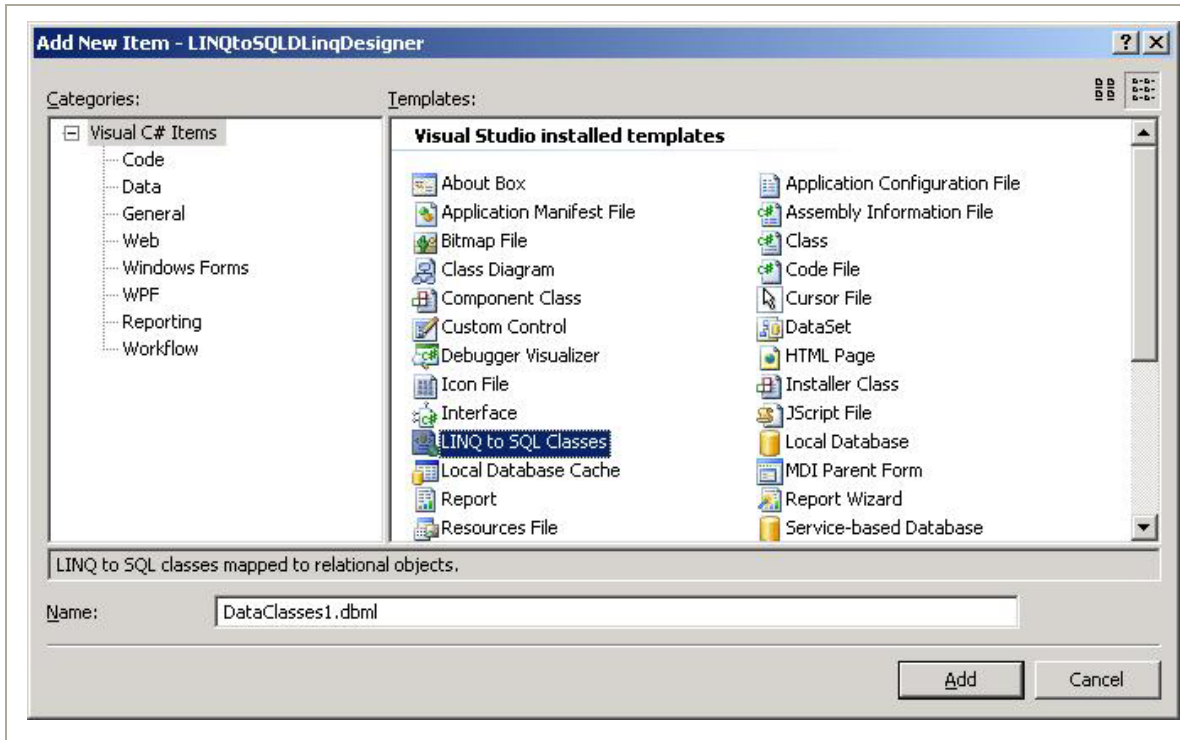 Add New Item - LINQtoSQLDLinqDesigner
Categories:
Templates:
Visual C# Items
Code
Data
General
Web
Windows Forms
WPF
Reporting
Workflow
Visual Studio installed templates
About Box
Application Configuration File
Application Manifest File
Assembly Information File
Bitmap File
Class
Class Diagram
Code File
Component Class
Cursor File
Custom Control
DataSet
Debugger Visualizer
HTML Page
Icon File
Installer Class
Interface
JScript File
LINQ to SQL Classes
Local Database
Local Database Cache
MDI Parent Form
Report
Report Wizard
Resources File
Service-based Database
LINQ to SQL classes mapped to relational objects.
Name:
DataClasses1.dbml
Add
Cancel